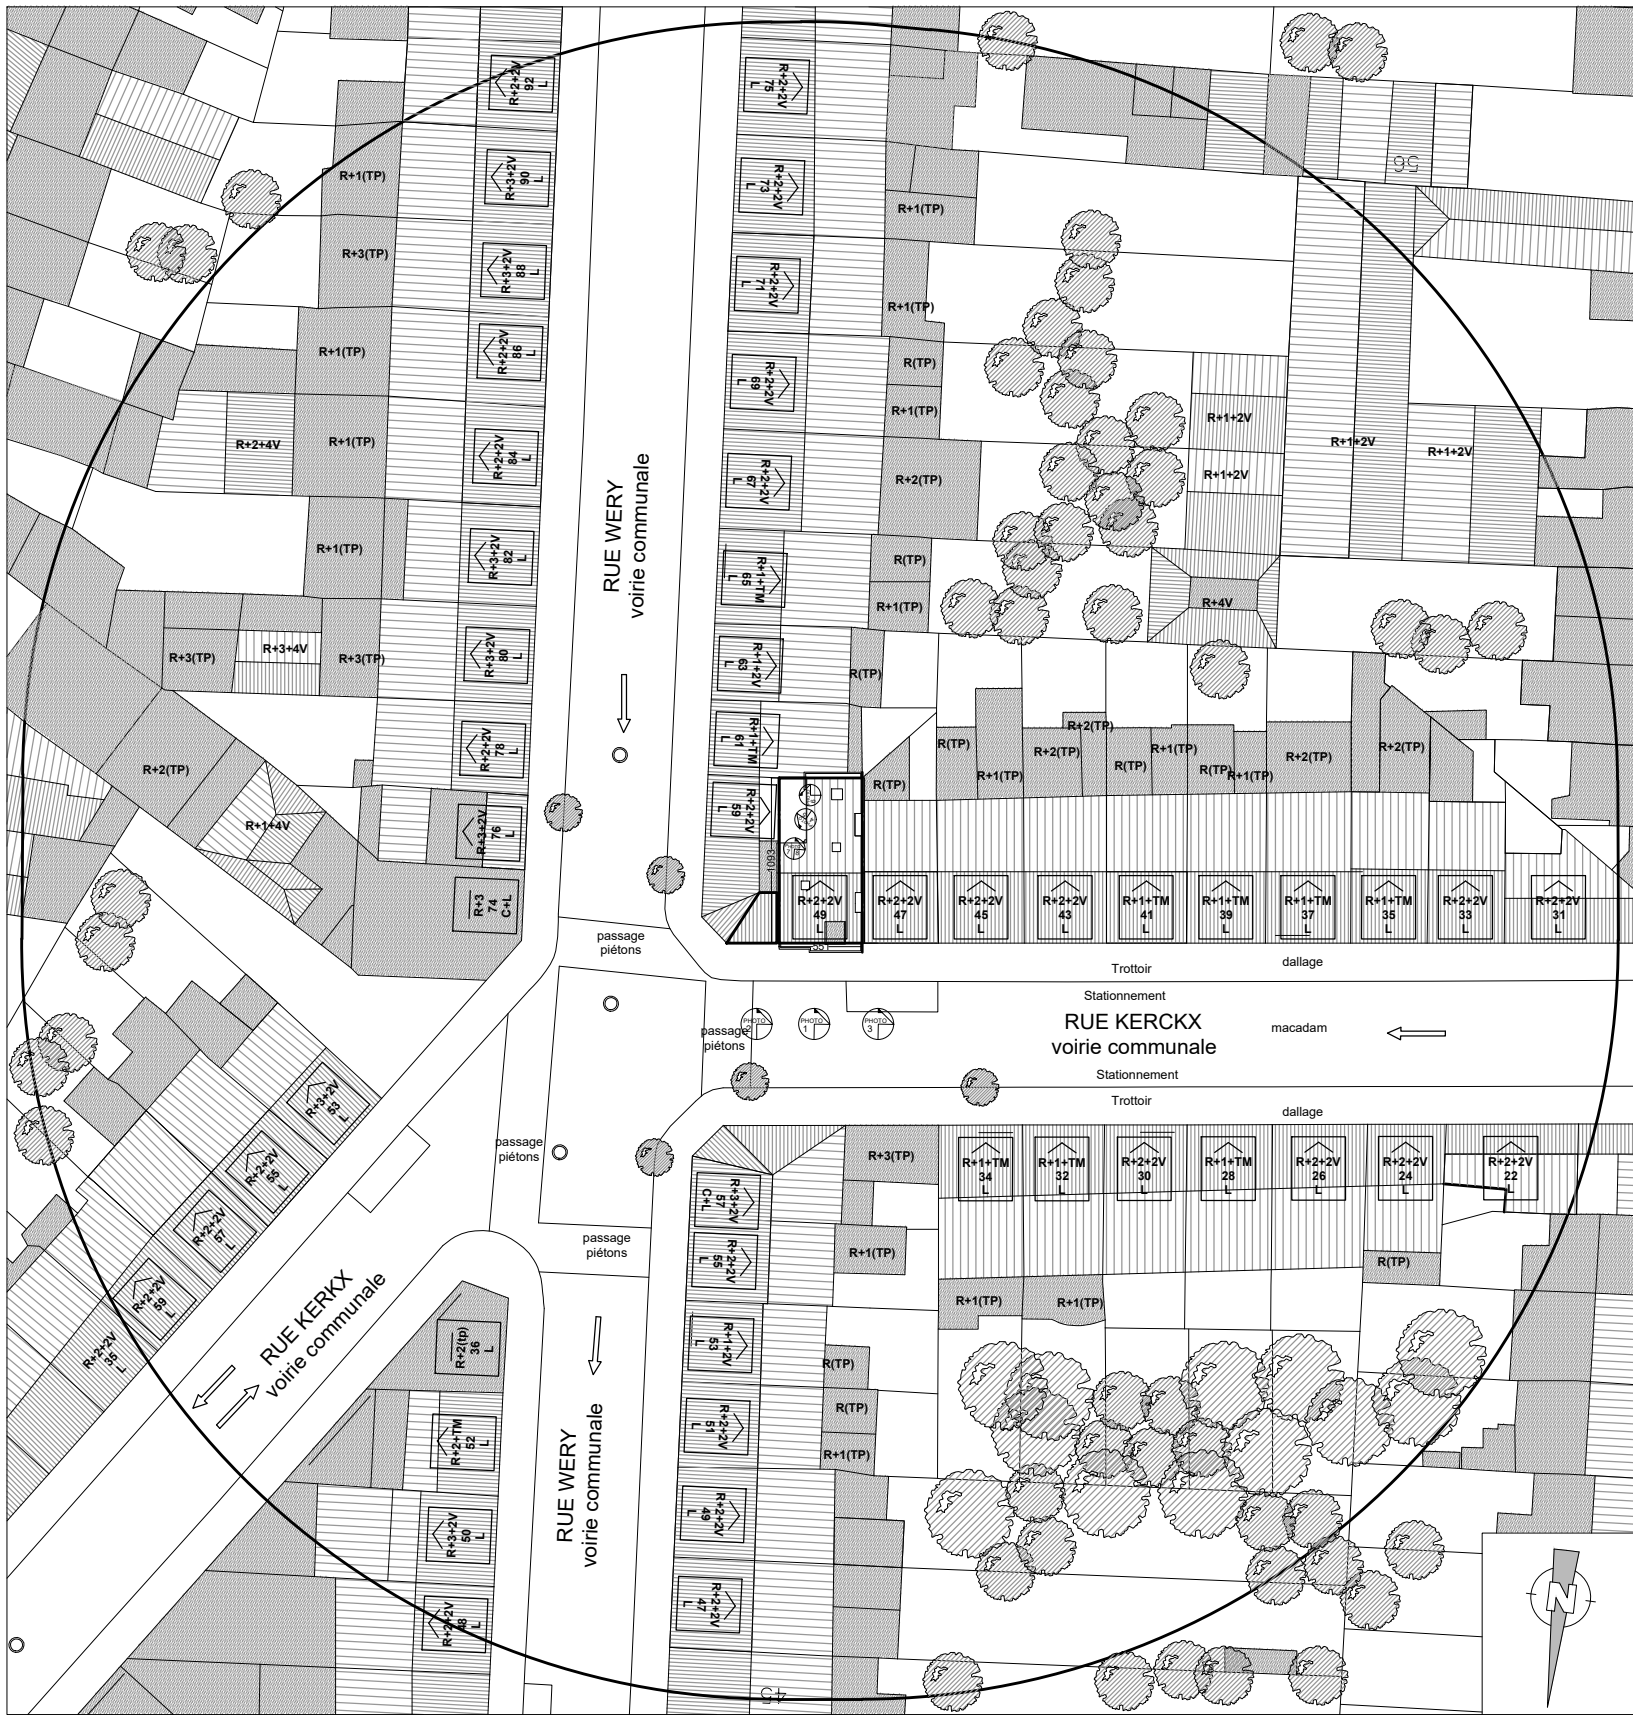 R+2+2V
92
L
R+3+2V
90
L
R+3+2V
88
L
R+2+2V
86
L
R+2+2V
84
L
R+3+2V
82
L
R+3+2V
80
L
R+2+2V
78
L
R+3+2V
76
L
R+3
74
C+L
R+1(TP)
R+3(TP)
R+1(TP)
R+2+4V
R+1(TP)
R+1(TP)
R+3(TP)
R+3+4V
R+3(TP)
R+2(TP)
R+1+4V
RUE WERY
voirie communale
R+2+2V
75
L
R+2+2V
73
L
R+2+2V
71
L
R+2+2V
69
L
R+2+2V
67
L
R+1+TM
65
L
R+1+2V
63
L
R+1+TM
61
L
R+2+2V
59
L
1093
R+1(TP)
R+1(TP)
R(TP)
R+1(TP)
R+2(TP)
R(TP)
R+1(TP)
R(TP)
56
R+1+2V
R+1+2V
R+1+2V
R+1+2V
R+4V
R(TP)
R(TP)
R+1(TP)
R+2(TP)
R+2(TP)
R(TP)
R+1(TP)
R(TP)
R+1(TP)
R+2(TP)
R+2(TP)
R+2+2V
49
L
R+2+2V
47
L
R+2+2V
45
L
R+2+2V
43
L
R+1+TM
41
L
R+1+TM
39
L
R+1+TM
37
L
R+1+TM
35
L
R+2+2V
33
L
R+2+2V
31
L
passage
piétons
Trottoir
dallage
Stationnement
PHOTO
2
PHOTO
1
PHOTO
3
passage
piétons
RUE KERCKX
voirie communale
macadam
Stationnement
Trottoir
dallage
passage
piétons
passage
piétons
R+3+2V
53
L
R+2+2V
55
L
R+2+2V
57
L
R+2+2V
59
L
R+2+2V
35
L
RUE KERKX
voirie communale
R+2(tp)
36
L
R+2+TM
52
L
R+3+2V
50
L
R+2+2V
48
L
RUE WERY
voirie communale
R+3+2V
57
C+L
R+2+2V
55
L
R+1+2V
53
L
R+2+2V
51
L
R+2+2V
49
L
R+2+2V
47
L
45
R+3(TP)
R+1(TP)
R(TP)
R(TP)
R+1(TP)
R+1+TM
34
L
R+1+TM
32
L
R+2+2V
30
L
R+1+TM
28
L
R+2+2V
26
L
R+2+2V
24
L
R+2+2V
22
L
R(TP)
R+1(TP)
R+1(TP)
N